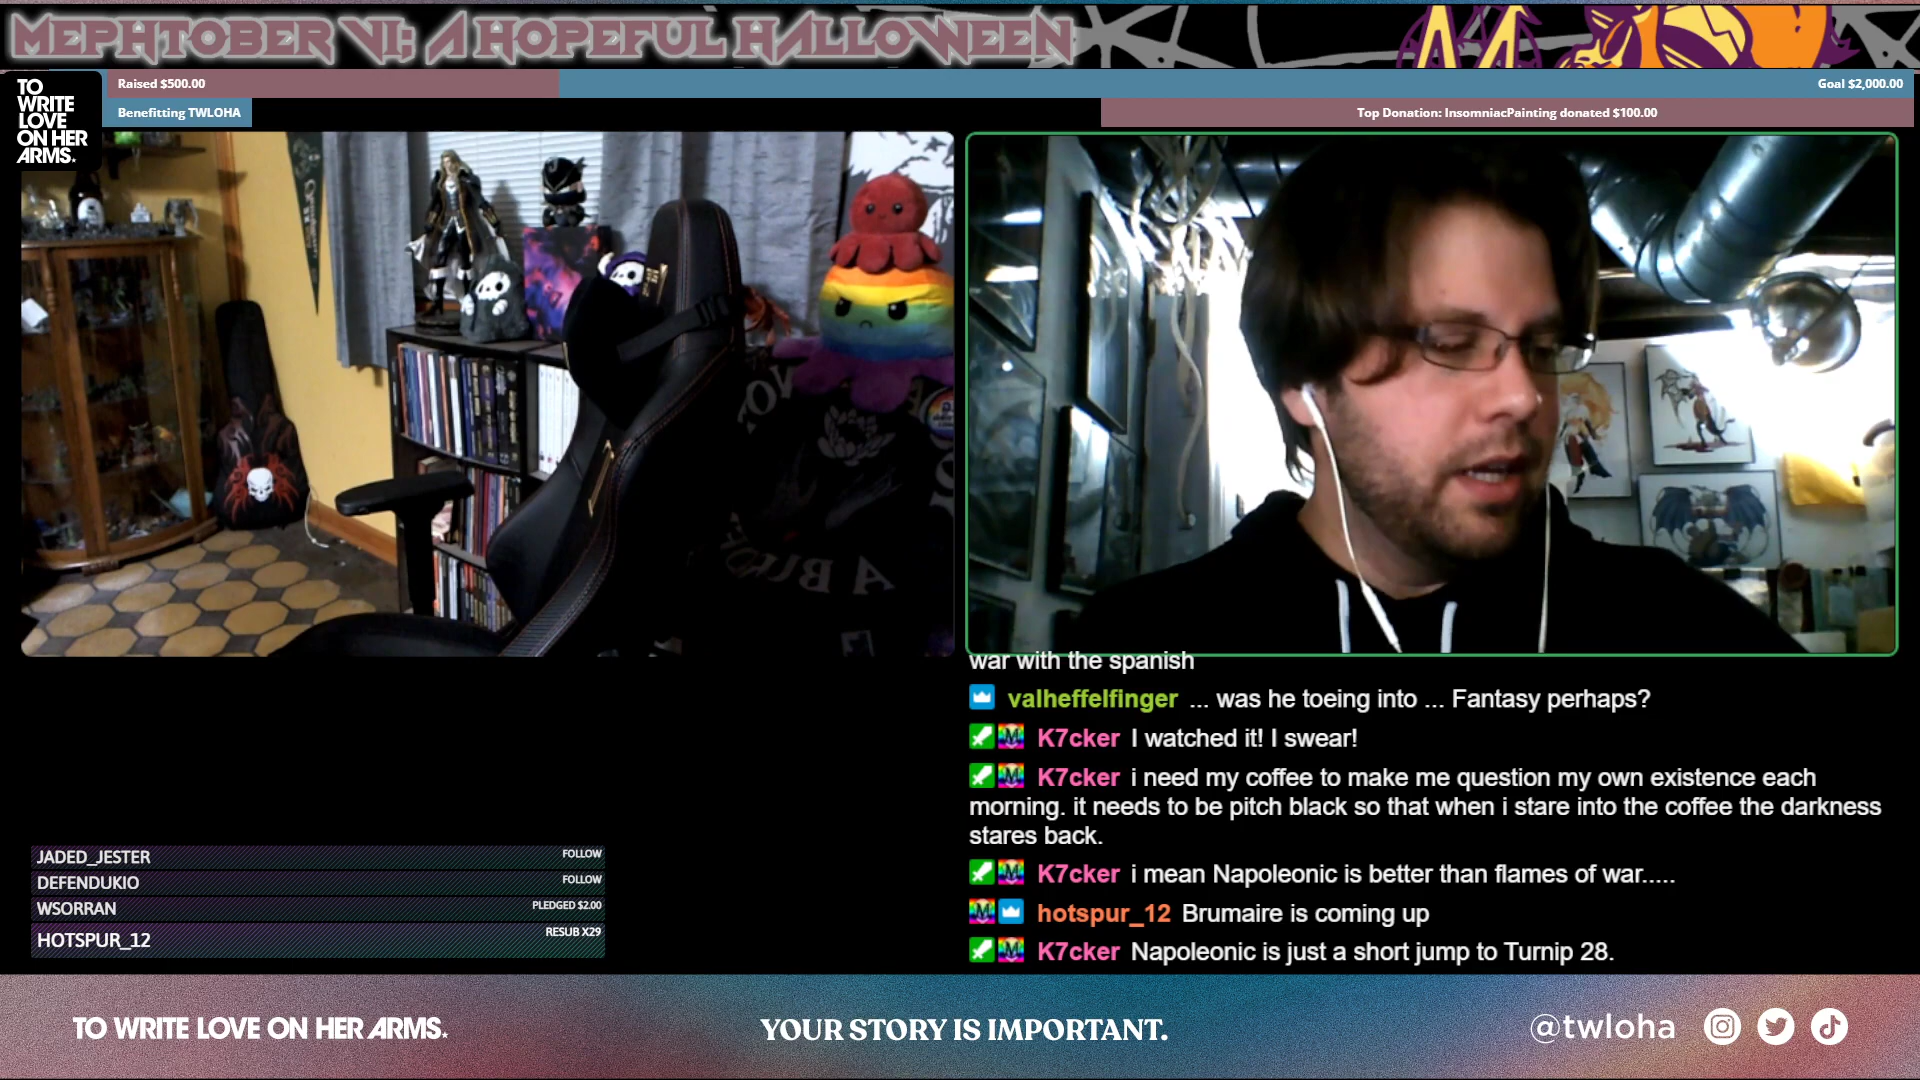 MEPHTOBER VI: A HOPEFUL HALLOWEEN
TO
WRITE
LOVE
ON HER
ARMS.
Raised $500.00
Goal $2,000.00
Benefitting TWLOHA
Top Donation: InsomniacPainting donated $100.00
war with the spanish
valheffelfinger ... was he toeing into ... Fantasy perhaps?
K7cker I watched it! I swear!
K7cker i need my coffee to make me question my own existence each
morning. it needs to be pitch black so that when i stare into the coffee the darkness
stares back.
K7cker i mean Napoleonic is better than flames of war.....
hotspur_12 Brumaire is coming up
K7cker Napoleonic is just a short jump to Turnip 28.
JADED_JESTER FOLLOW
DEFENDUKIO FOLLOW
WSORRAN PLEDGED $2.00
HOTSPUR_12 RESUB X29
TO WRITE LOVE ON HER ARMS.
YOUR STORY IS IMPORTANT.
@twloha